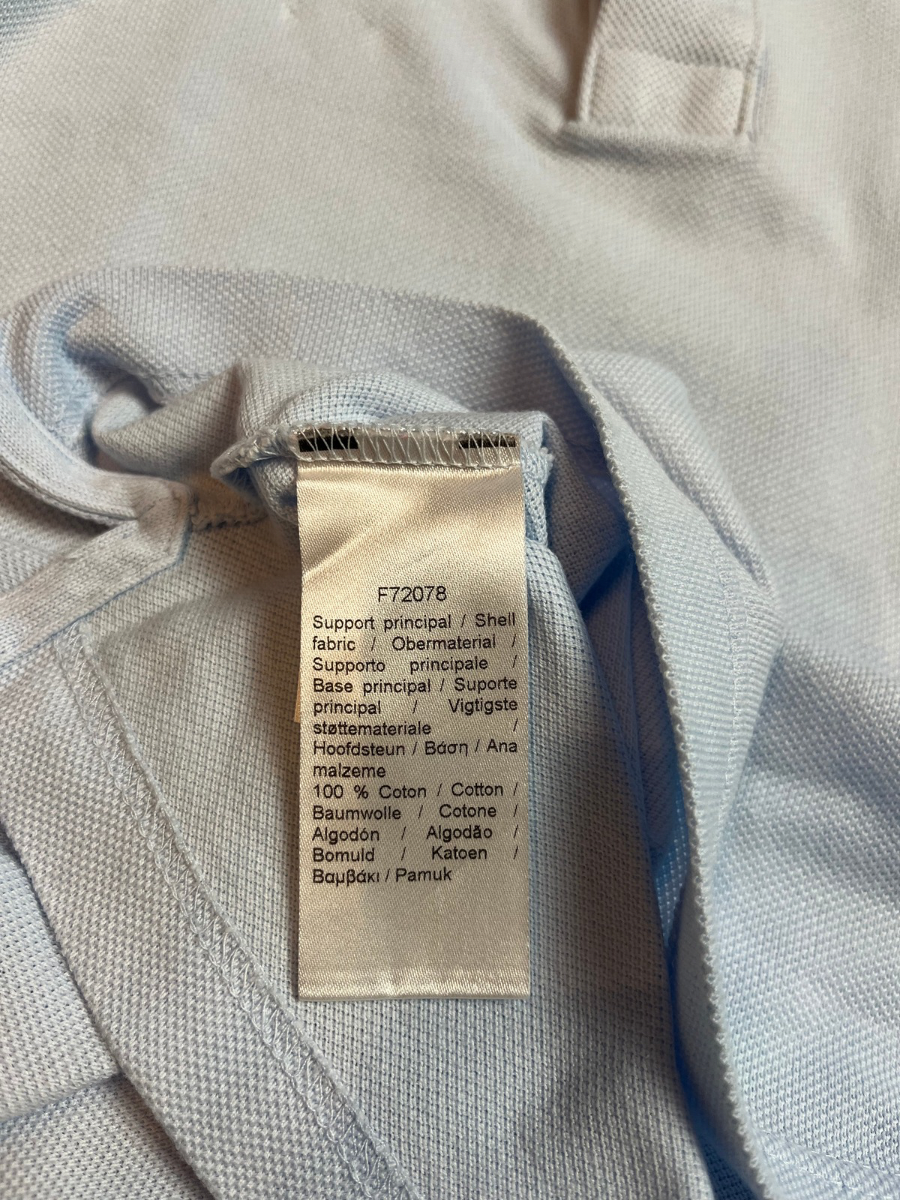 F72078
Support principal / Shell
fabric / Obermaterial /
Supporto principale /
Base principal / Suporte
principal / Vigtigste
støttemateriale /
Hoofdsteun / Βάση / Ana
malzeme
100 % Coton / Cotton /
Baumwolle / Cotone /
Algodón / Algodão /
Bomuld / Katoen /
Βαμβάκι / Pamuk